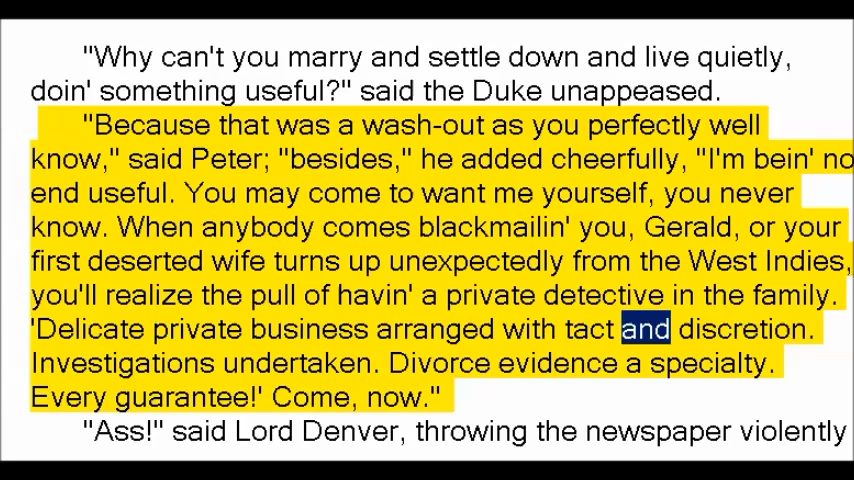 "Why can't you marry and settle down and live quietly,
doin' something useful?" said the Duke unappeased.
"Because that was a wash-out as you perfectly well
know," said Peter; "besides," he added cheerfully, "I'm bein' no
end useful. You may come to want me yourself, you never
know. When anybody comes blackmailin' you, Gerald, or your
first deserted wife turns up unexpectedly from the West Indies,
you'll realize the pull of havin' a private detective in the family.
'Delicate private business arranged with tact and discretion.
Investigations undertaken. Divorce evidence a specialty.
Every guarantee!' Come, now."
"Ass!" said Lord Denver, throwing the newspaper violently